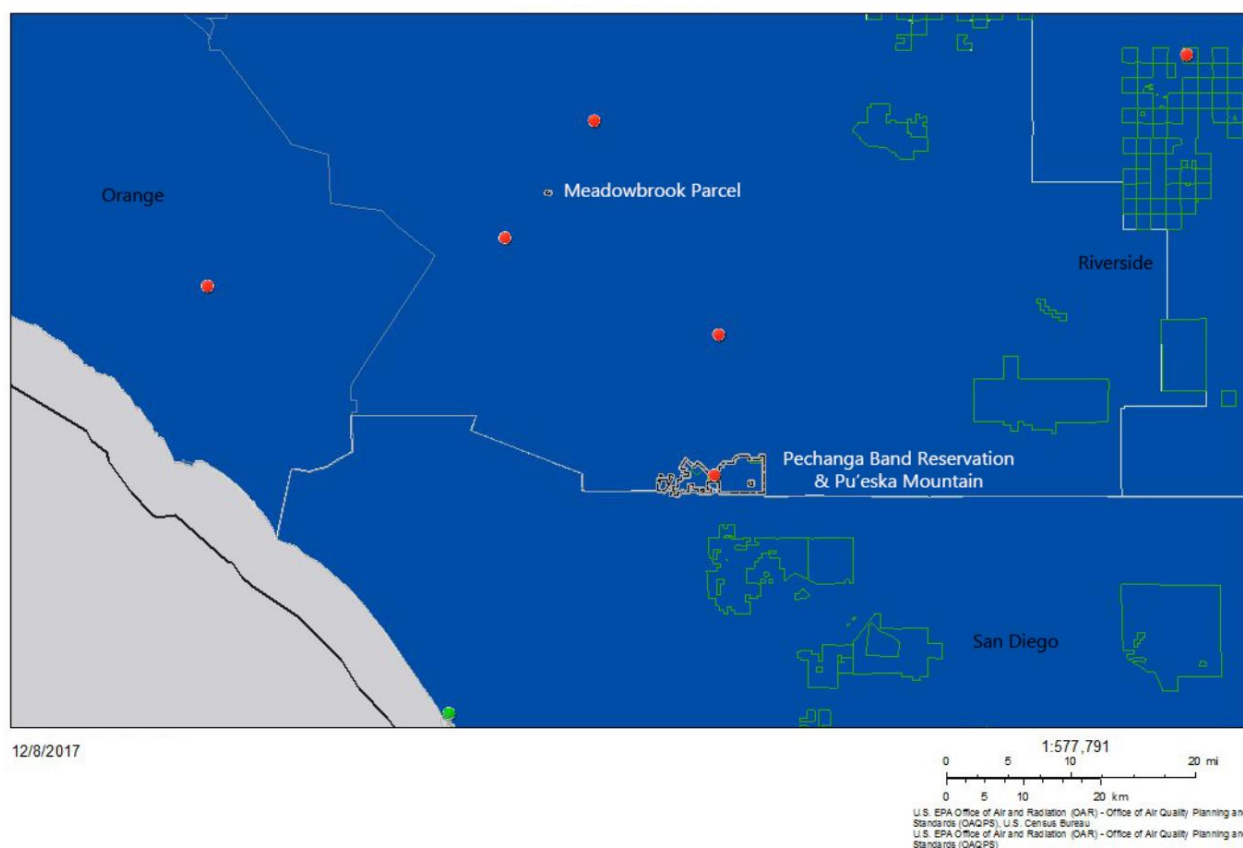 Meadowbrook Parcel
Orange
Riverside
Pechanga Band Reservation
& Pu'eska Mountain
San Diego
12/8/2017
1:577,791
0 5 10 20 mi
0 5 10 20 km
U.S. EPA Office of Air and Radiation (OAR) - Office of Air Quality Planning and
Standards (OAQPS), U.S. Census Bureau
U.S. EPA Office of Air and Radiation (OAR) - Office of Air Quality Planning and
Standards (OAQPS)